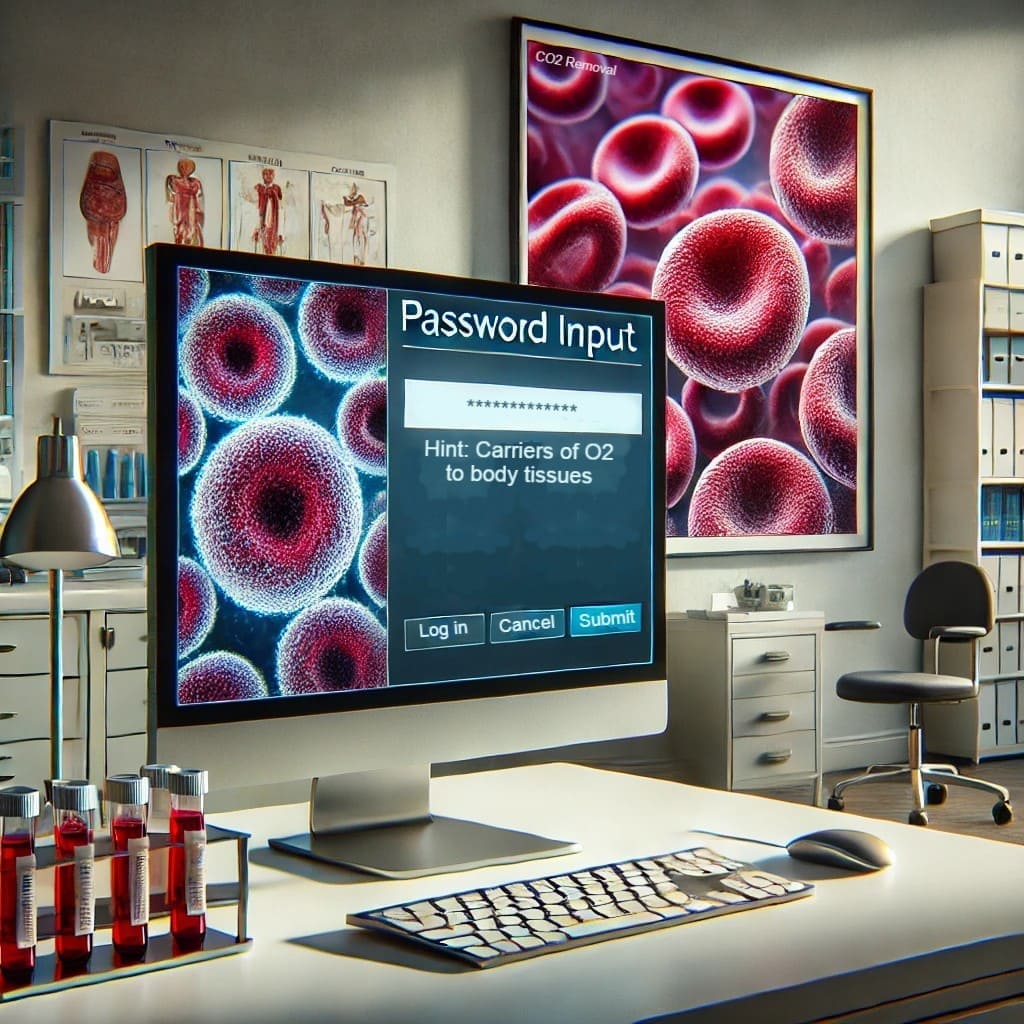 CO2 Removal
Password Input
*************
Hint: Carriers of O2
to body tissues
Log in
Cancel
Submit